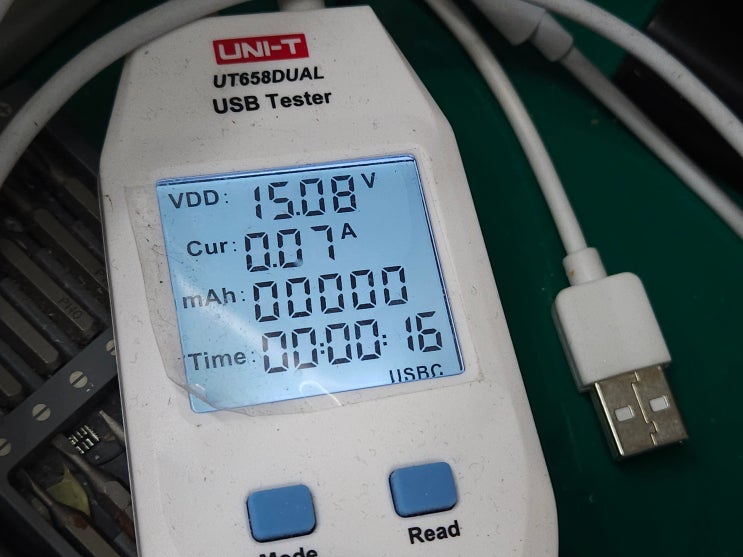 UNI-T
UT658DUAL
USB Tester
VDD: 15.08 V
Cur: 0.07 A
mAh: 00000
Time: 00:00:16
USBC
Mode
Read
PH0